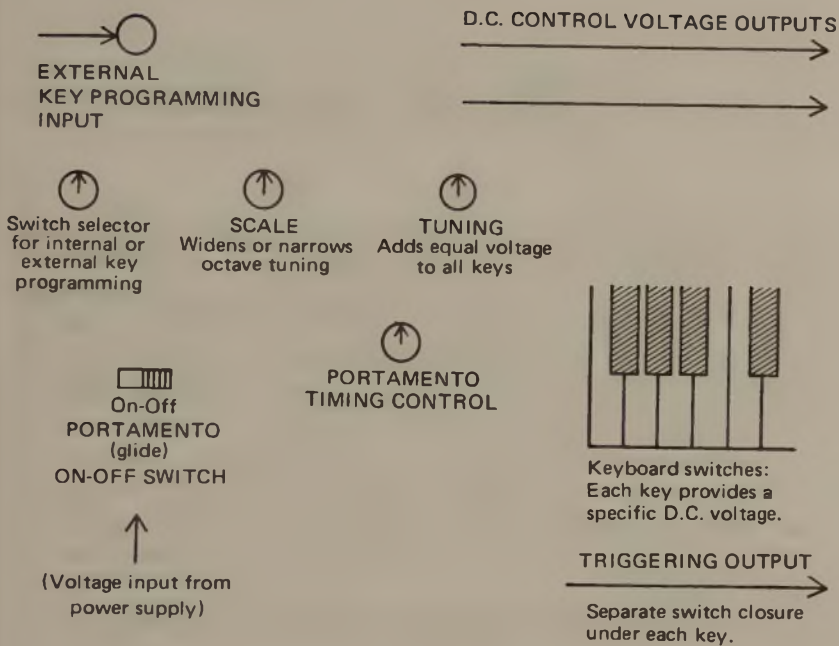 D.C. CONTROL VOLTAGE OUTPUTS
EXTERNAL
KEY PROGRAMMING
INPUT
Switch selector
for internal or
external key
programming
SCALE
Widens or narrows
octave tuning
TUNING
Adds equal voltage
to all keys
PORTAMENTO
TIMING CONTROL
On-Off
PORTAMENTO
(glide)
ON-OFF SWITCH
(Voltage input from
power supply)
Keyboard switches:
Each key provides a
specific D.C. voltage.
TRIGGERING OUTPUT
Separate switch closure
under each key.